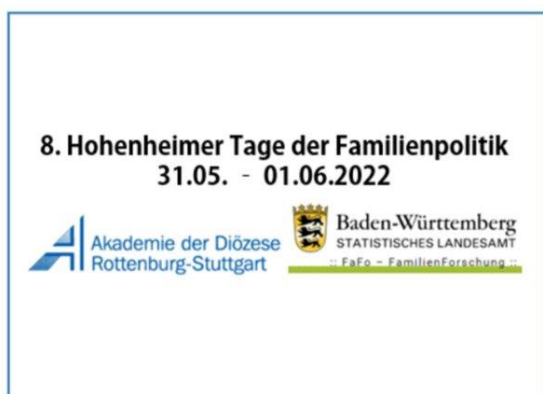 8. Hohenheimer Tage der Familienpolitik
31.05. - 01.06.2022
Akademie der Diözese
Rottenburg-Stuttgart
Baden-Württemberg
STATISTISCHES LANDESAMT
:: FaFo – FamilienForschung ::